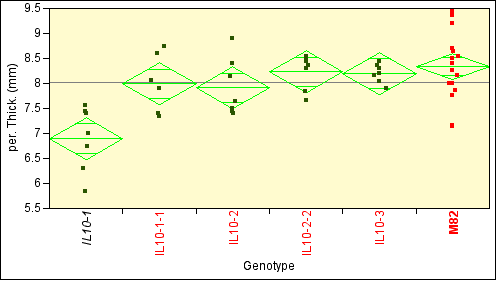 9.5
9
8.5
8
7.5
7
6.5
6
5.5
per. Thick. (mm)
IL10-1
IL10-1-1
IL10-2
IL10-2-2
IL10-3
M82
Genotype